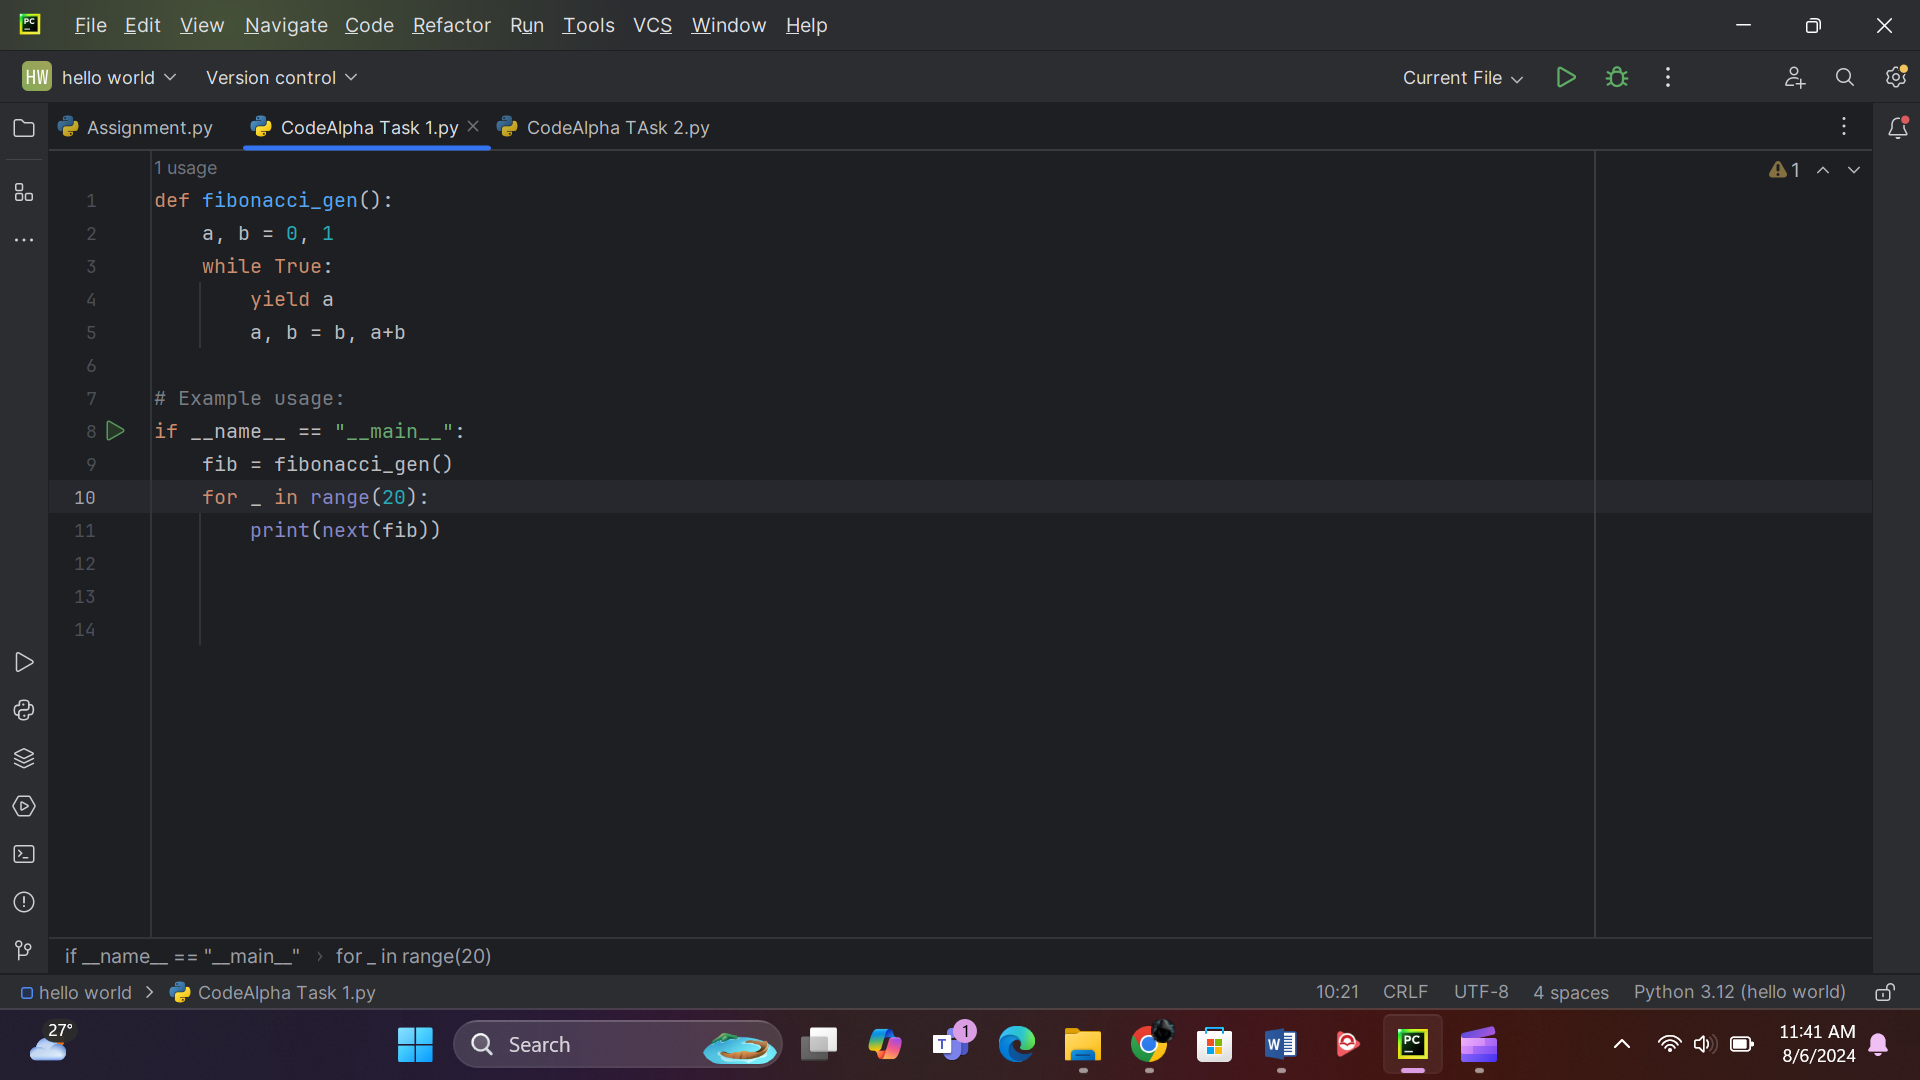 PC File Edit View Navigate Code Refactor Run Tools VCS Window Help
HW hello world Version control Current File
Assignment.py CodeAlpha Task 1.py CodeAlpha TAsk 2.py
1 usage 1
1 def fibonacci_gen():
2 a, b = 0, 1
3 while True:
4 yield a
5 a, b = b, a+b
6
7 # Example usage:
8 if __name__ == "__main__":
9 fib = fibonacci_gen()
10 for _ in range(20):
11 print(next(fib))
12
13
14
if __name__ == "__main__" › for _ in range(20)
hello world > CodeAlpha Task 1.py 10:21 CRLF UTF-8 4 spaces Python 3.12 (hello world)
27° Search T 1 W PC 11:41 AM
8/6/2024